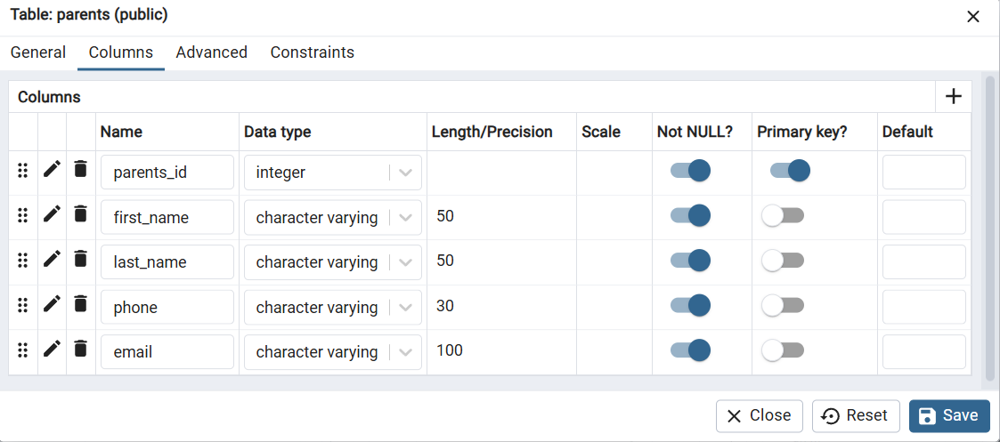 Table: parents (public)
General Columns Advanced Constraints
Columns
Name Data type Length/Precision Scale Not NULL? Primary key? Default
parents_id integer
first_name character varying 50
last_name character varying 50
phone character varying 30
email character varying 100
Close Reset Save